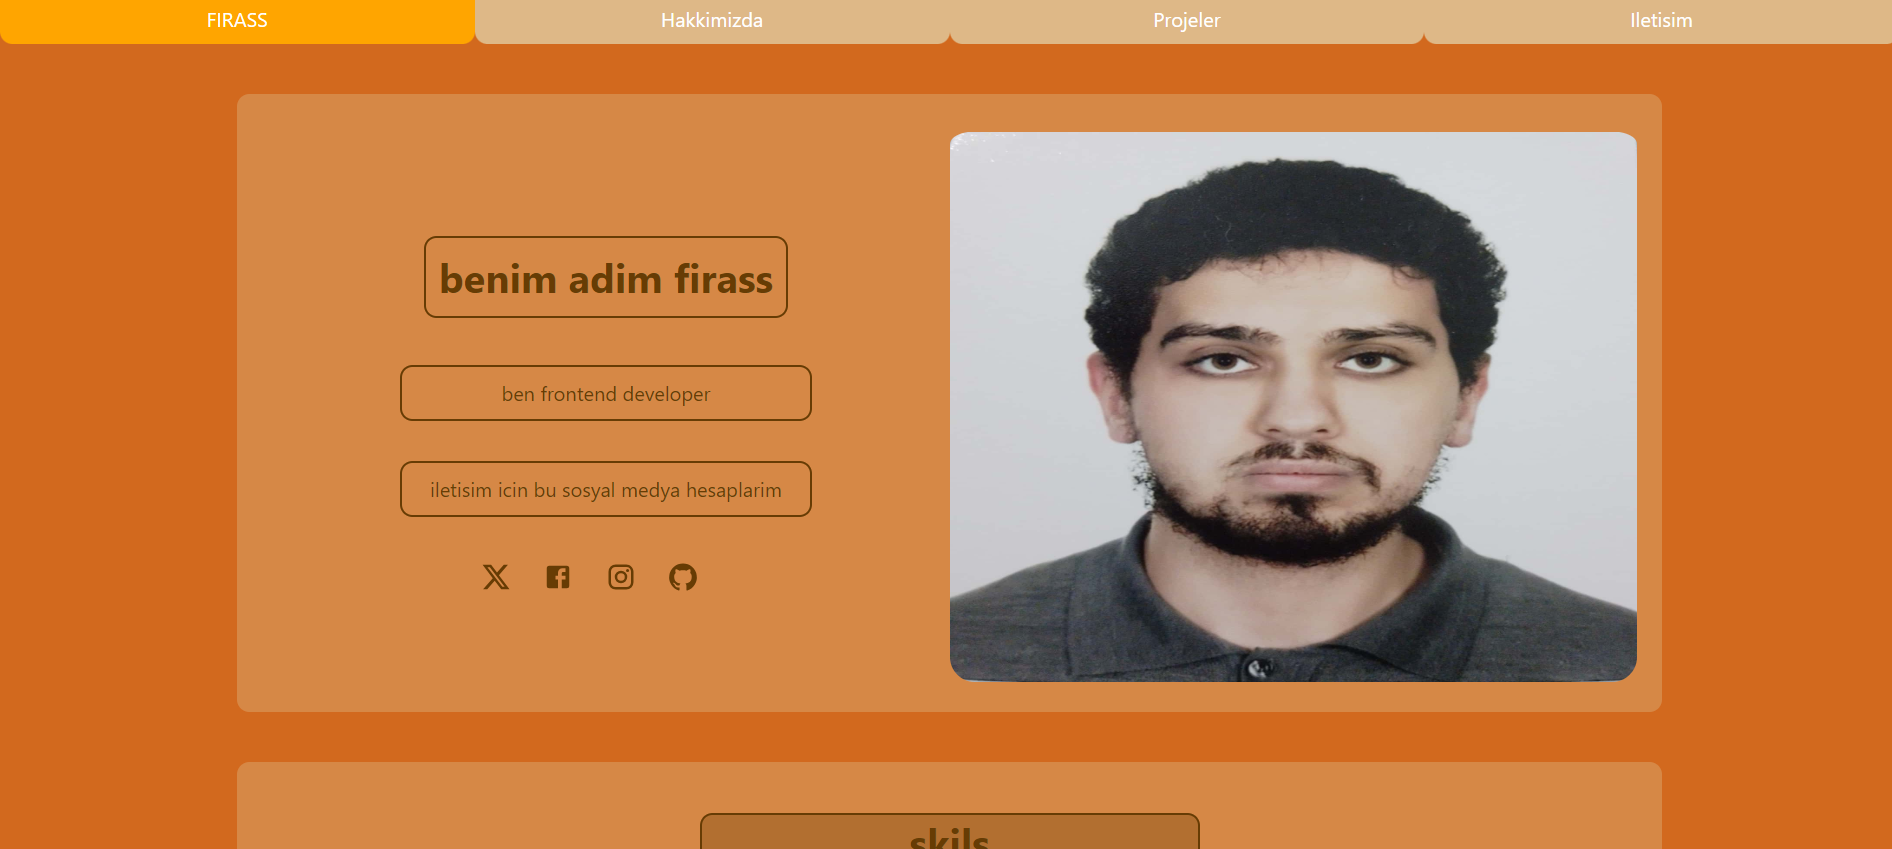 FIRASS
Hakkimizda
Projeler
Iletisim
benim adim firass
ben frontend developer
iletisim icin bu sosyal medya hesaplarim
skils